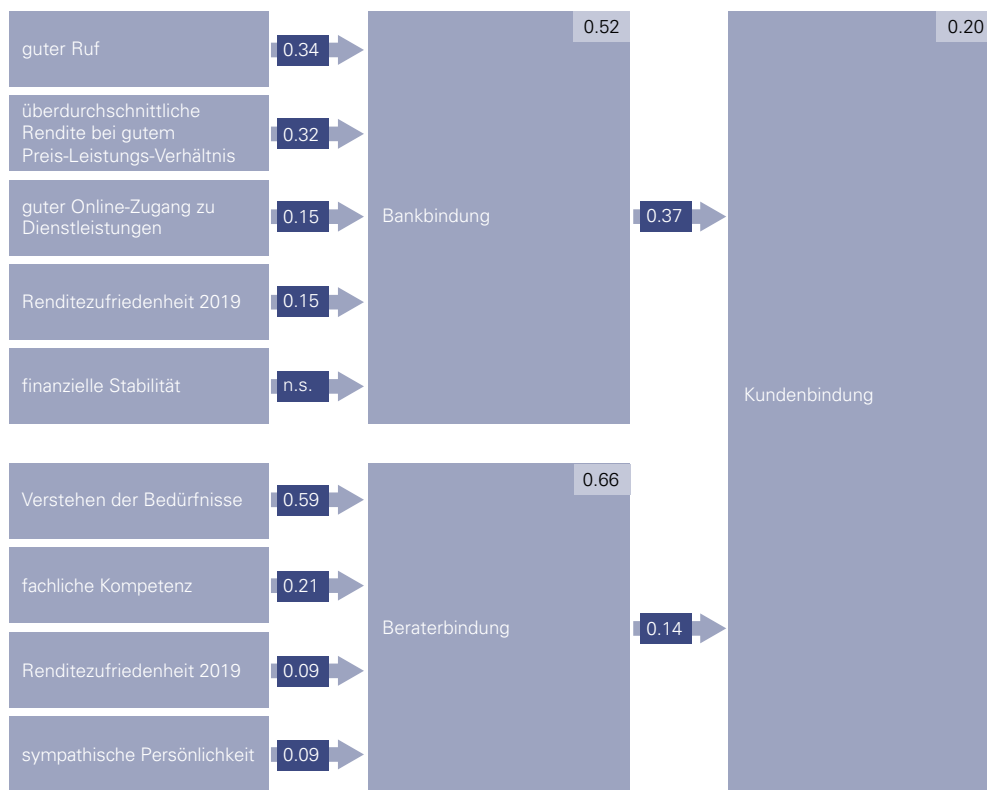 guter Ruf
0.34
überdurchschnittliche
Rendite bei gutem
Preis-Leistungs-Verhältnis
0.32
guter Online-Zugang zu
Dienstleistungen
0.15
Renditezufriedenheit 2019
0.15
finanzielle Stabilität
n.s.
0.52
Bankbindung
0.37
Verstehen der Bedürfnisse
0.59
fachliche Kompetenz
0.21
Renditezufriedenheit 2019
0.09
sympathische Persönlichkeit
0.09
0.66
Beraterbindung
0.14
0.20
Kundenbindung